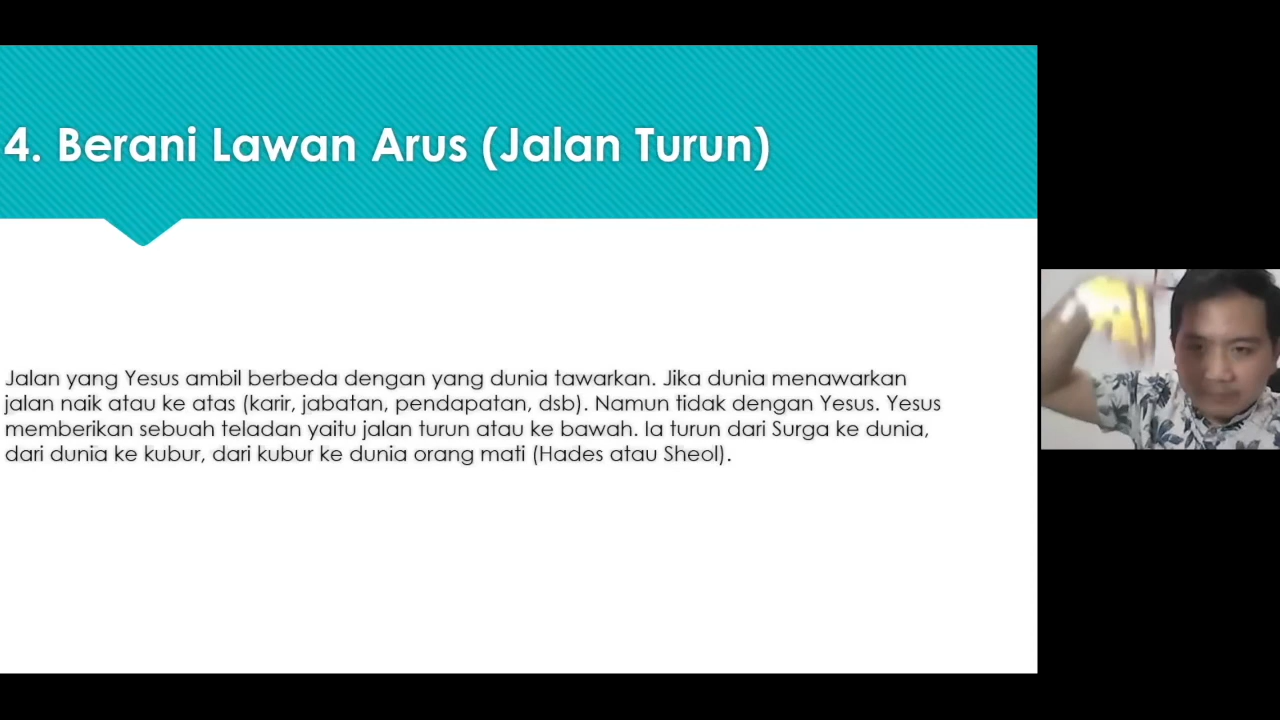 4. Berani Lawan Arus (Jalan Turun)
Jalan yang Yesus ambil berbeda dengan yang dunia tawarkan. Jika dunia menawarkan
jalan naik atau ke atas (karir, jabatan, pendapatan, dsb). Namun tidak dengan Yesus. Yesus
memberikan sebuah teladan yaitu jalan turun atau ke bawah. Ia turun dari Surga ke dunia,
dari dunia ke kubur, dari kubur ke dunia orang mati (Hades atau Sheol).